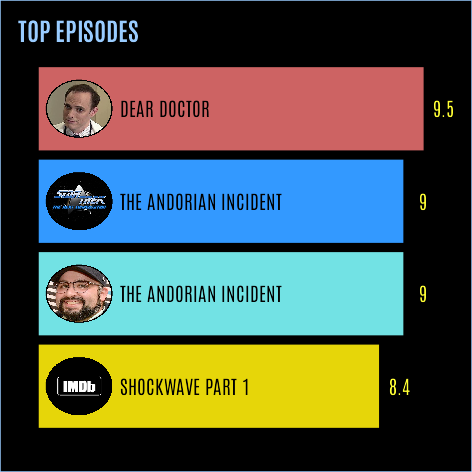 TOP EPISODES
DEAR DOCTOR 9.5
THE ANDORIAN INCIDENT 9
THE ANDORIAN INCIDENT 9
IMDb SHOCKWAVE PART 1 8.4